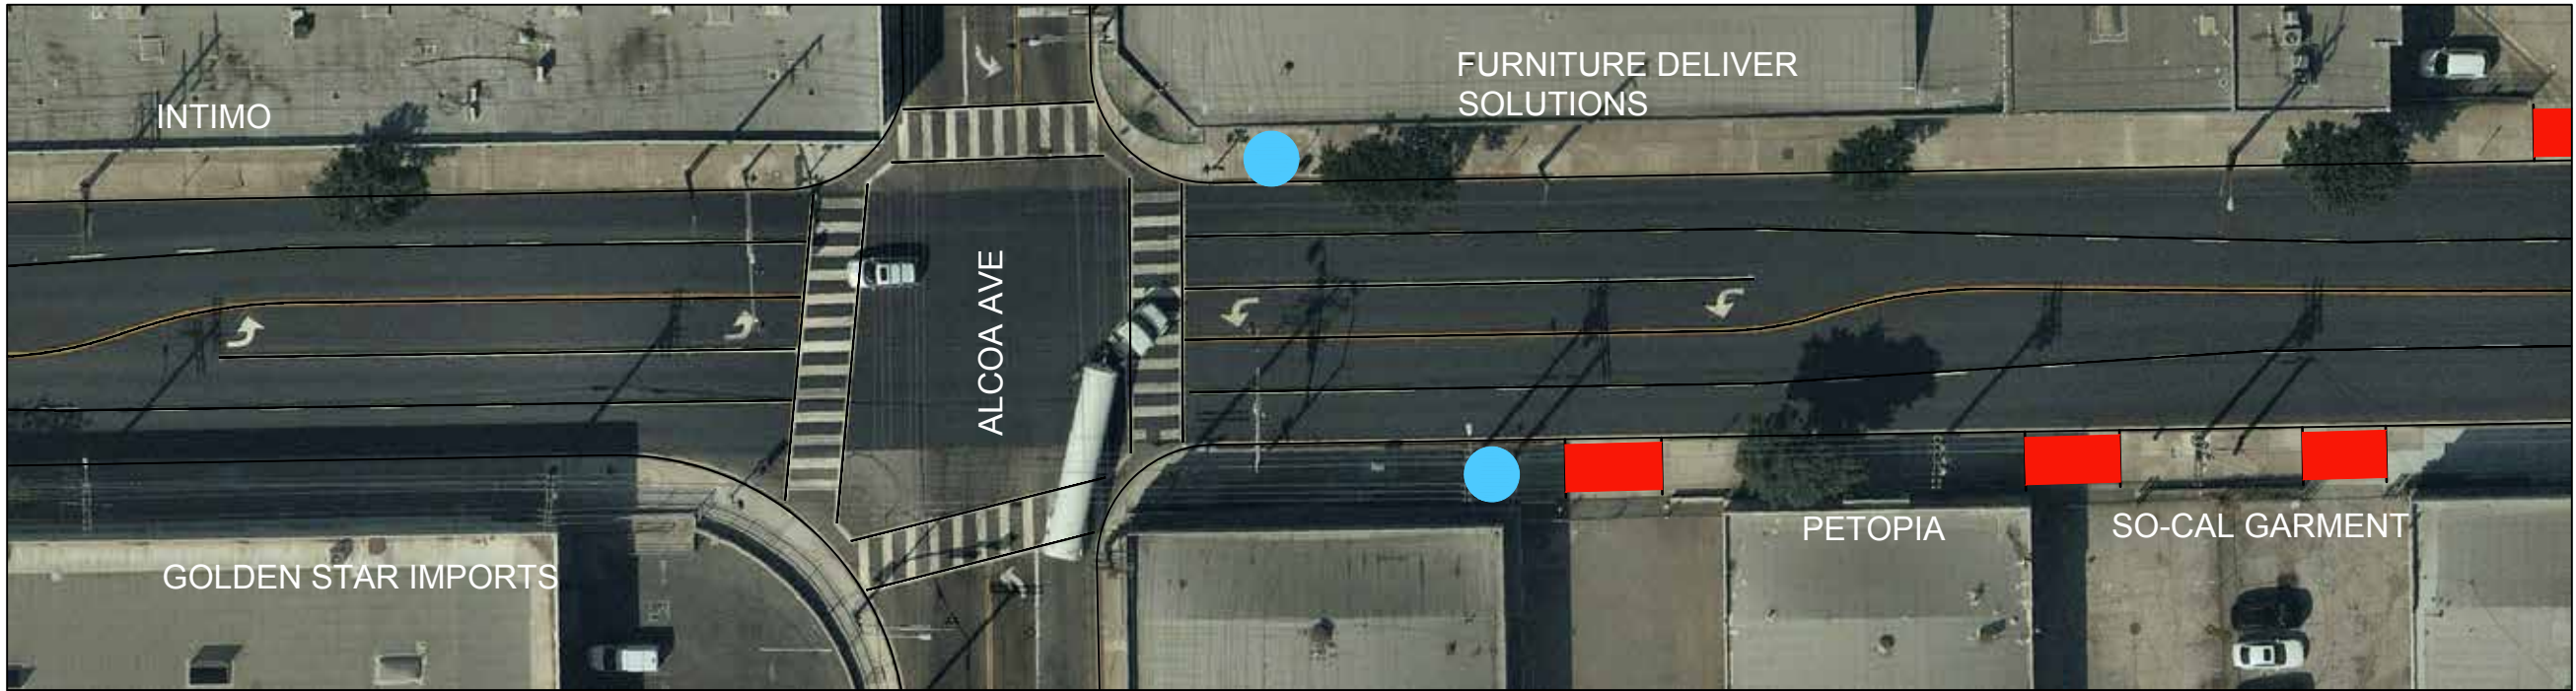 FURNITURE DELIVER
SOLUTIONS
INTIMO
ALCOA AVE
PETOPIA
SO-CAL GARMENT
GOLDEN STAR IMPORTS